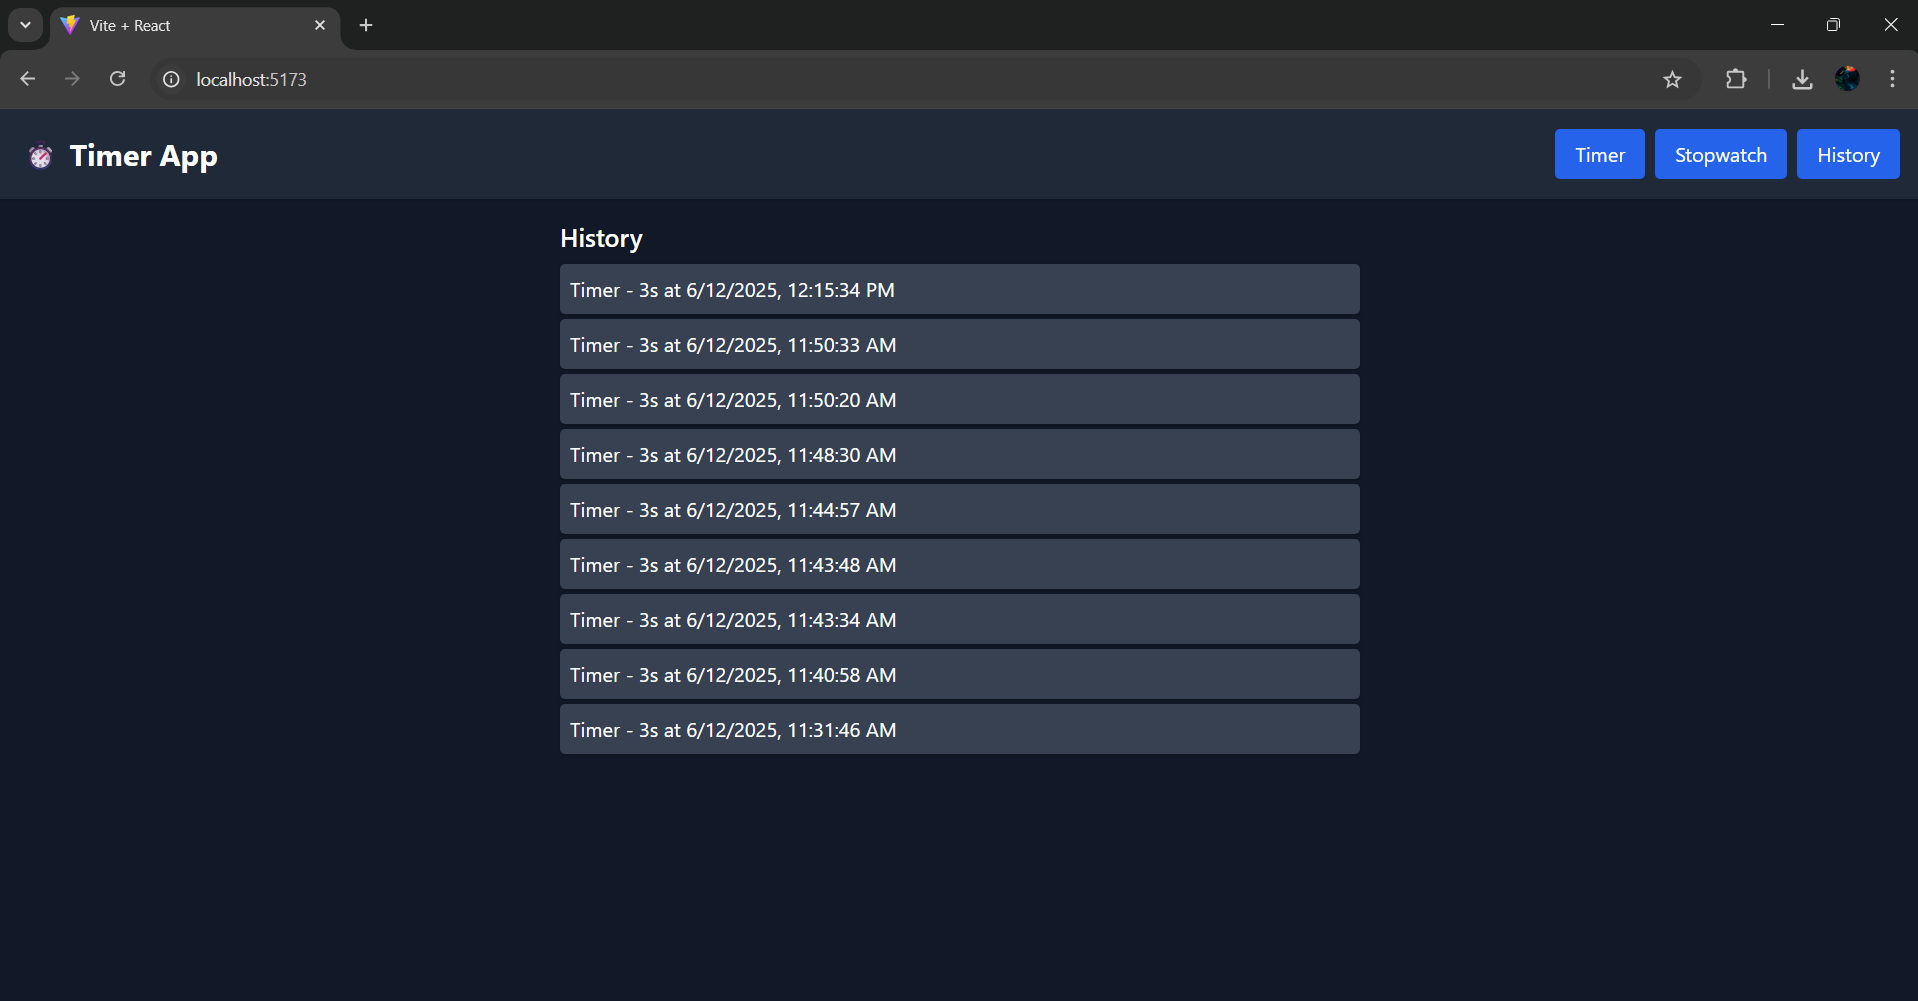 Vite + React
localhost:5173
Timer App
Timer
Stopwatch
History
History
Timer - 3s at 6/12/2025, 12:15:34 PM
Timer - 3s at 6/12/2025, 11:50:33 AM
Timer - 3s at 6/12/2025, 11:50:20 AM
Timer - 3s at 6/12/2025, 11:48:30 AM
Timer - 3s at 6/12/2025, 11:44:57 AM
Timer - 3s at 6/12/2025, 11:43:48 AM
Timer - 3s at 6/12/2025, 11:43:34 AM
Timer - 3s at 6/12/2025, 11:40:58 AM
Timer - 3s at 6/12/2025, 11:31:46 AM